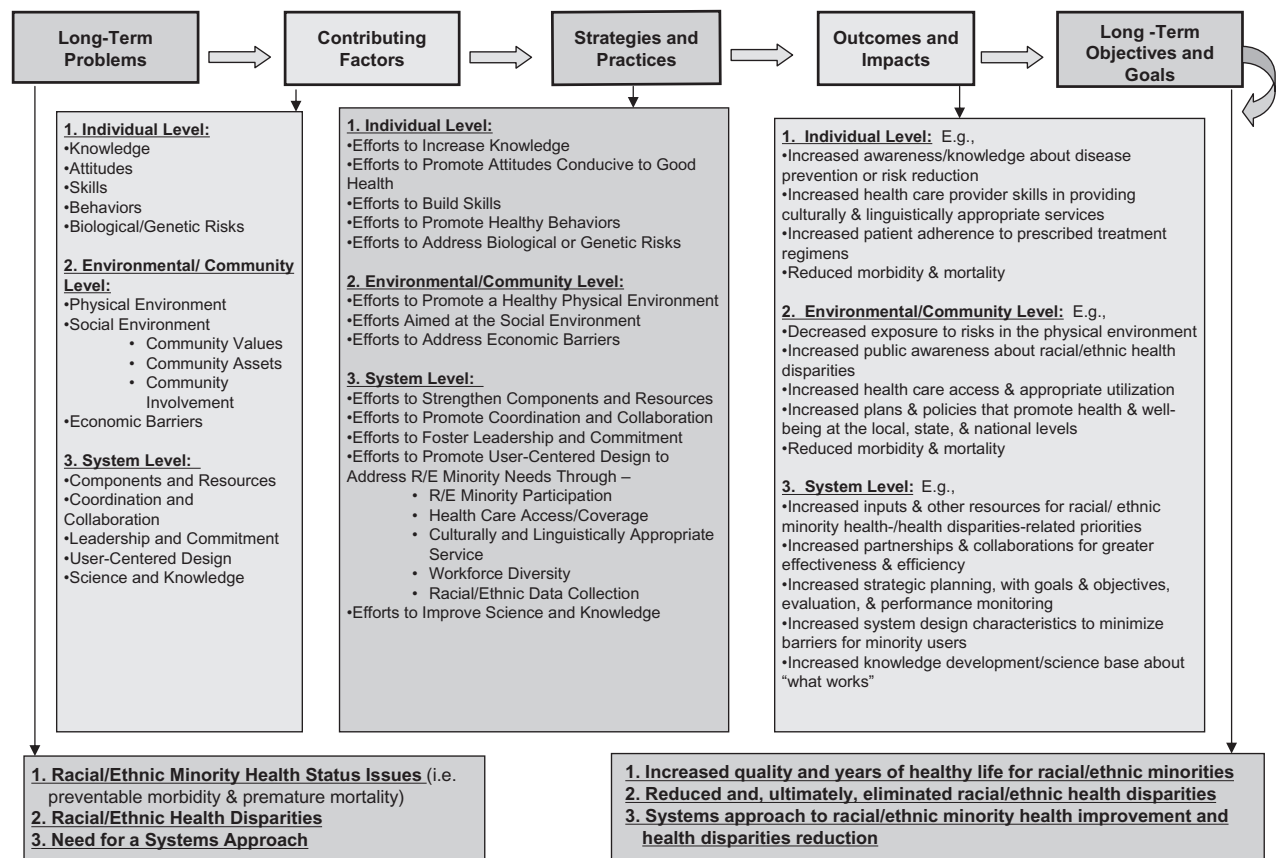 Long-Term
Problems
Contributing
Factors
Strategies and
Practices
Outcomes and
Impacts
Long -Term
Objectives and
Goals
1. Individual Level:
•Knowledge
•Attitudes
•Skills
•Behaviors
•Biological/Genetic Risks
2. Environmental/ Community
Level:
•Physical Environment
•Social Environment
• Community Values
• Community Assets
• Community
Involvement
•Economic Barriers
3. System Level:
•Components and Resources
•Coordination and
Collaboration
•Leadership and Commitment
•User-Centered Design
•Science and Knowledge
1. Individual Level:
•Efforts to Increase Knowledge
•Efforts to Promote Attitudes Conducive to Good
Health
•Efforts to Build Skills
•Efforts to Promote Healthy Behaviors
•Efforts to Address Biological or Genetic Risks
2. Environmental/Community Level:
•Efforts to Promote a Healthy Physical Environment
•Efforts Aimed at the Social Environment
•Efforts to Address Economic Barriers
3. System Level:
•Efforts to Strengthen Components and Resources
•Efforts to Promote Coordination and Collaboration
•Efforts to Foster Leadership and Commitment
•Efforts to Promote User-Centered Design to
Address R/E Minority Needs Through –
• R/E Minority Participation
• Health Care Access/Coverage
• Culturally and Linguistically Appropriate
Service
• Workforce Diversity
• Racial/Ethnic Data Collection
•Efforts to Improve Science and Knowledge
1. Individual Level: E.g.,
•Increased awareness/knowledge about disease
prevention or risk reduction
•Increased health care provider skills in providing
culturally & linguistically appropriate services
•Increased patient adherence to prescribed treatment
regimens
•Reduced morbidity & mortality
2. Environmental/Community Level: E.g.,
•Decreased exposure to risks in the physical environment
•Increased public awareness about racial/ethnic health
disparities
•Increased health care access & appropriate utilization
•Increased plans & policies that promote health & well-
being at the local, state, & national levels
•Reduced morbidity & mortality
3. System Level: E.g.,
•Increased inputs & other resources for racial/ ethnic
minority health-/health disparities-related priorities
•Increased partnerships & collaborations for greater
effectiveness & efficiency
•Increased strategic planning, with goals & objectives,
evaluation, & performance monitoring
•Increased system design characteristics to minimize
barriers for minority users
•Increased knowledge development/science base about
“what works”
1. Racial/Ethnic Minority Health Status Issues (i.e.
preventable morbidity & premature mortality)
2. Racial/Ethnic Health Disparities
3. Need for a Systems Approach
1. Increased quality and years of healthy life for racial/ethnic minorities
2. Reduced and, ultimately, eliminated racial/ethnic health disparities
3. Systems approach to racial/ethnic minority health improvement and
health disparities reduction